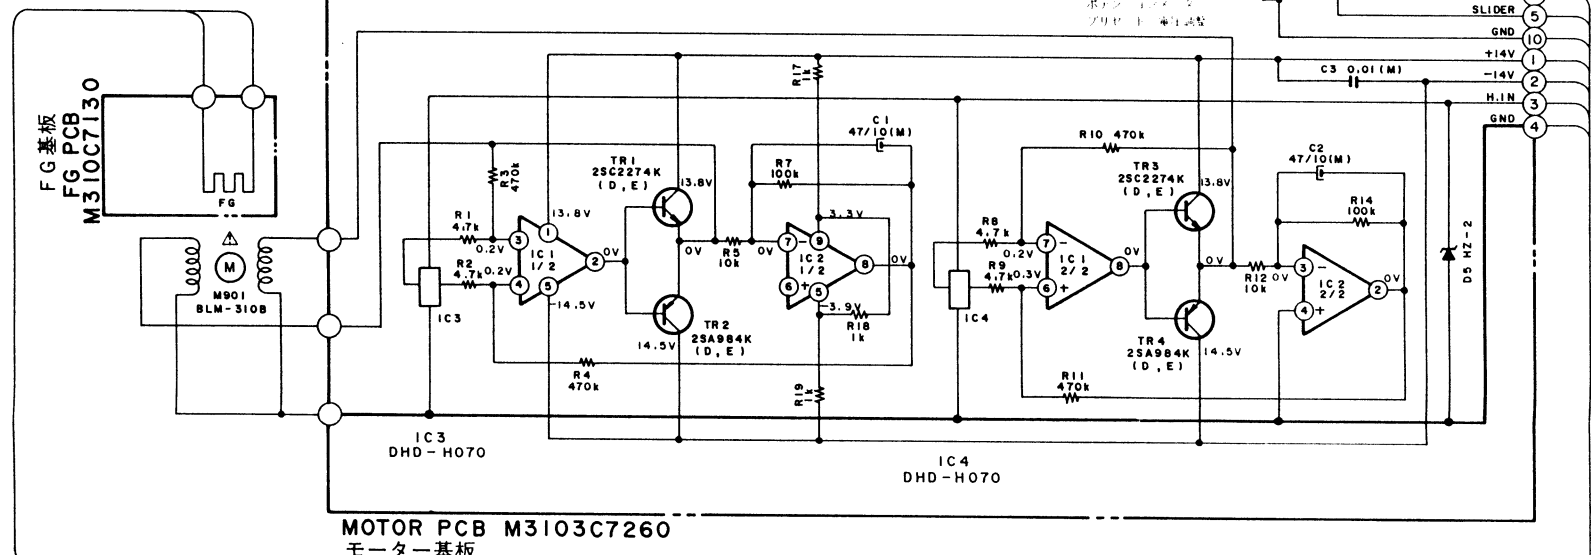 SLIDER 5
GND 10
+14V 1
-14V 2
H.IN 3
GND 4
C3 0.01(M)
FG基板
FG PCB
M310C7130
FG
M
M901
BLM-310B
R17
1k
C1
47/10(M)
R3
470k
TR1
2SC2274K
(D,E)
13.8V
R7
100k
R1
4.7k
0.2V
R2
4.7k
0.2V
13.8V
3
1
IC1
1/2
2
0V
4
5
-14.5V
IC3
0V
R5
10k
0V
3.3V
7
-
9
IC2
1/2
8
0V
6
+
5
-3.9V
R18
1k
TR2
2SA984K
(D,E)
14.5V
R4
470k
R19
1k
R10 470k
TR3
2SC2274K
(D,E)
13.8V
C2
47/10(M)
R14
100k
R8
4.7k
0.2V
R9
4.7k
0.3V
7
-
IC1
2/2
8
0V
6
+
IC4
0V
R12
10k
0V
3
-
IC2
2/2
2
0V
4
+
TR4
2SA984K
(D,E)
14.5V
R11
470k
D5 HZ-2
IC3
DHD-H070
IC4
DHD-H070
MOTOR PCB M3103C7260
モーター基板